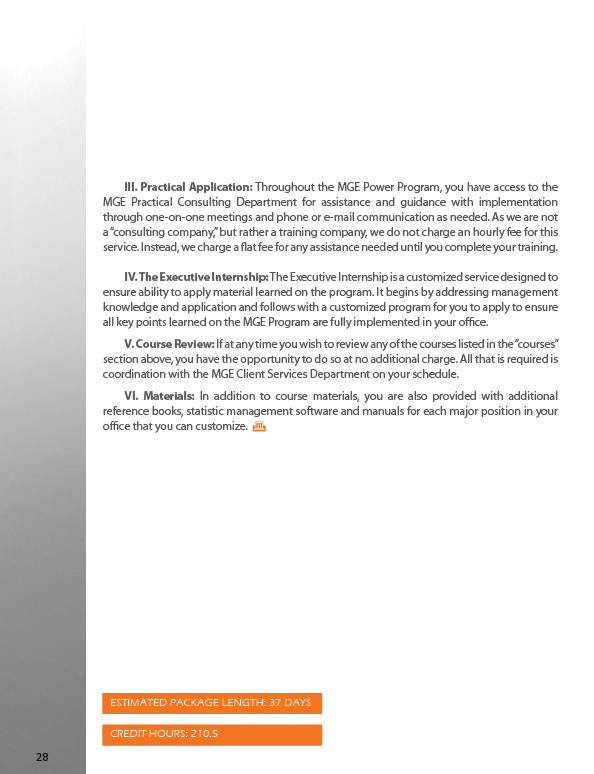 III. Practical Application: Throughout the MGE Power Program, you have access to the
MGE Practical Consulting Department for assistance and guidance with implementation
through one-on-one meetings and phone or e-mail communication as needed. As we are not
a “consulting company,” but rather a training company, we do not charge an hourly fee for this
service. Instead, we charge a flat fee for any assistance needed until you complete your training.
IV. The Executive Internship: The Executive Internship is a customized service designed to
ensure ability to apply material learned on the program. It begins by addressing management
knowledge and application and follows with a customized program for you to apply to ensure
all key points learned on the MGE Program are fully implemented in your office.
V. Course Review: If at any time you wish to review any of the courses listed in the “courses”
section above, you have the opportunity to do so at no additional charge. All that is required is
coordination with the MGE Client Services Department on your schedule.
VI. Materials: In addition to course materials, you are also provided with additional
reference books, statistic management software and manuals for each major position in your
office that you can customize.
ESTIMATED PACKAGE LENGTH: 37 DAYS
CREDIT HOURS: 210.5
28